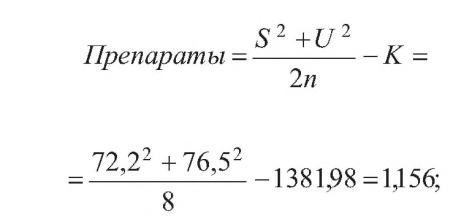 Препараты = (S² + U²) / 2n − K =
= (72,2² + 76,5²) / 8 − 1381,98 = 1,156;